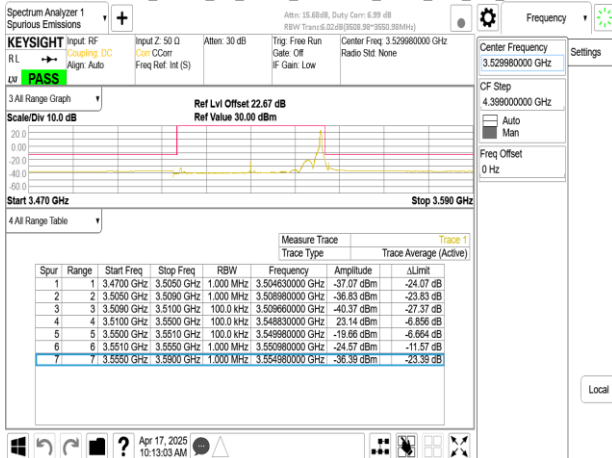 Spectrum Analyzer 1
Spurious Emissions
Attn: 15.68dB, Duty Corr: 6.99 dB
RBW Trans:6.02dB(3508.98~3550.98MHz)
Frequency
KEYSIGHT
Input: RF
Coupling: DC
Align: Auto
Input Z: 50 Ω
Corr CCorr
Freq Ref: Int (S)
Atten: 30 dB
Trig: Free Run
Gate: Off
IF Gain: Low
Center Freq: 3.529980000 GHz
Radio Std: None
RL
LXI
PASS
Center Frequency
3.529980000 GHz
Settings
CF Step
4.399000000 GHz
Auto
Man
Freq Offset
0 Hz
3 All Range Graph
Scale/Div 10.0 dB
Ref Lvl Offset 22.67 dB
Ref Value 30.00 dBm
20.0
0.00
-20.0
-40.0
-60.0
Start 3.470 GHz
Stop 3.590 GHz
4 All Range Table
Measure Trace Trace 1
Trace Type Trace Average (Active)
Spur Range Start Freq Stop Freq RBW Frequency Amplitude ΔLimit
1 1 3.4700 GHz 3.5050 GHz 1.000 MHz 3.504630000 GHz -37.07 dBm -24.07 dB
2 2 3.5050 GHz 3.5090 GHz 1.000 MHz 3.508980000 GHz -36.83 dBm -23.83 dB
3 3 3.5090 GHz 3.5100 GHz 100.0 kHz 3.509660000 GHz -40.37 dBm -27.37 dB
4 4 3.5100 GHz 3.5500 GHz 100.0 kHz 3.548830000 GHz 23.14 dBm -6.856 dB
5 5 3.5500 GHz 3.5510 GHz 100.0 kHz 3.549980000 GHz -19.66 dBm -6.664 dB
6 6 3.5510 GHz 3.5550 GHz 1.000 MHz 3.550980000 GHz -24.57 dBm -11.57 dB
7 7 3.5550 GHz 3.5900 GHz 1.000 MHz 3.554980000 GHz -36.39 dBm -23.39 dB
Local
Apr 17, 2025
10:13:03 AM